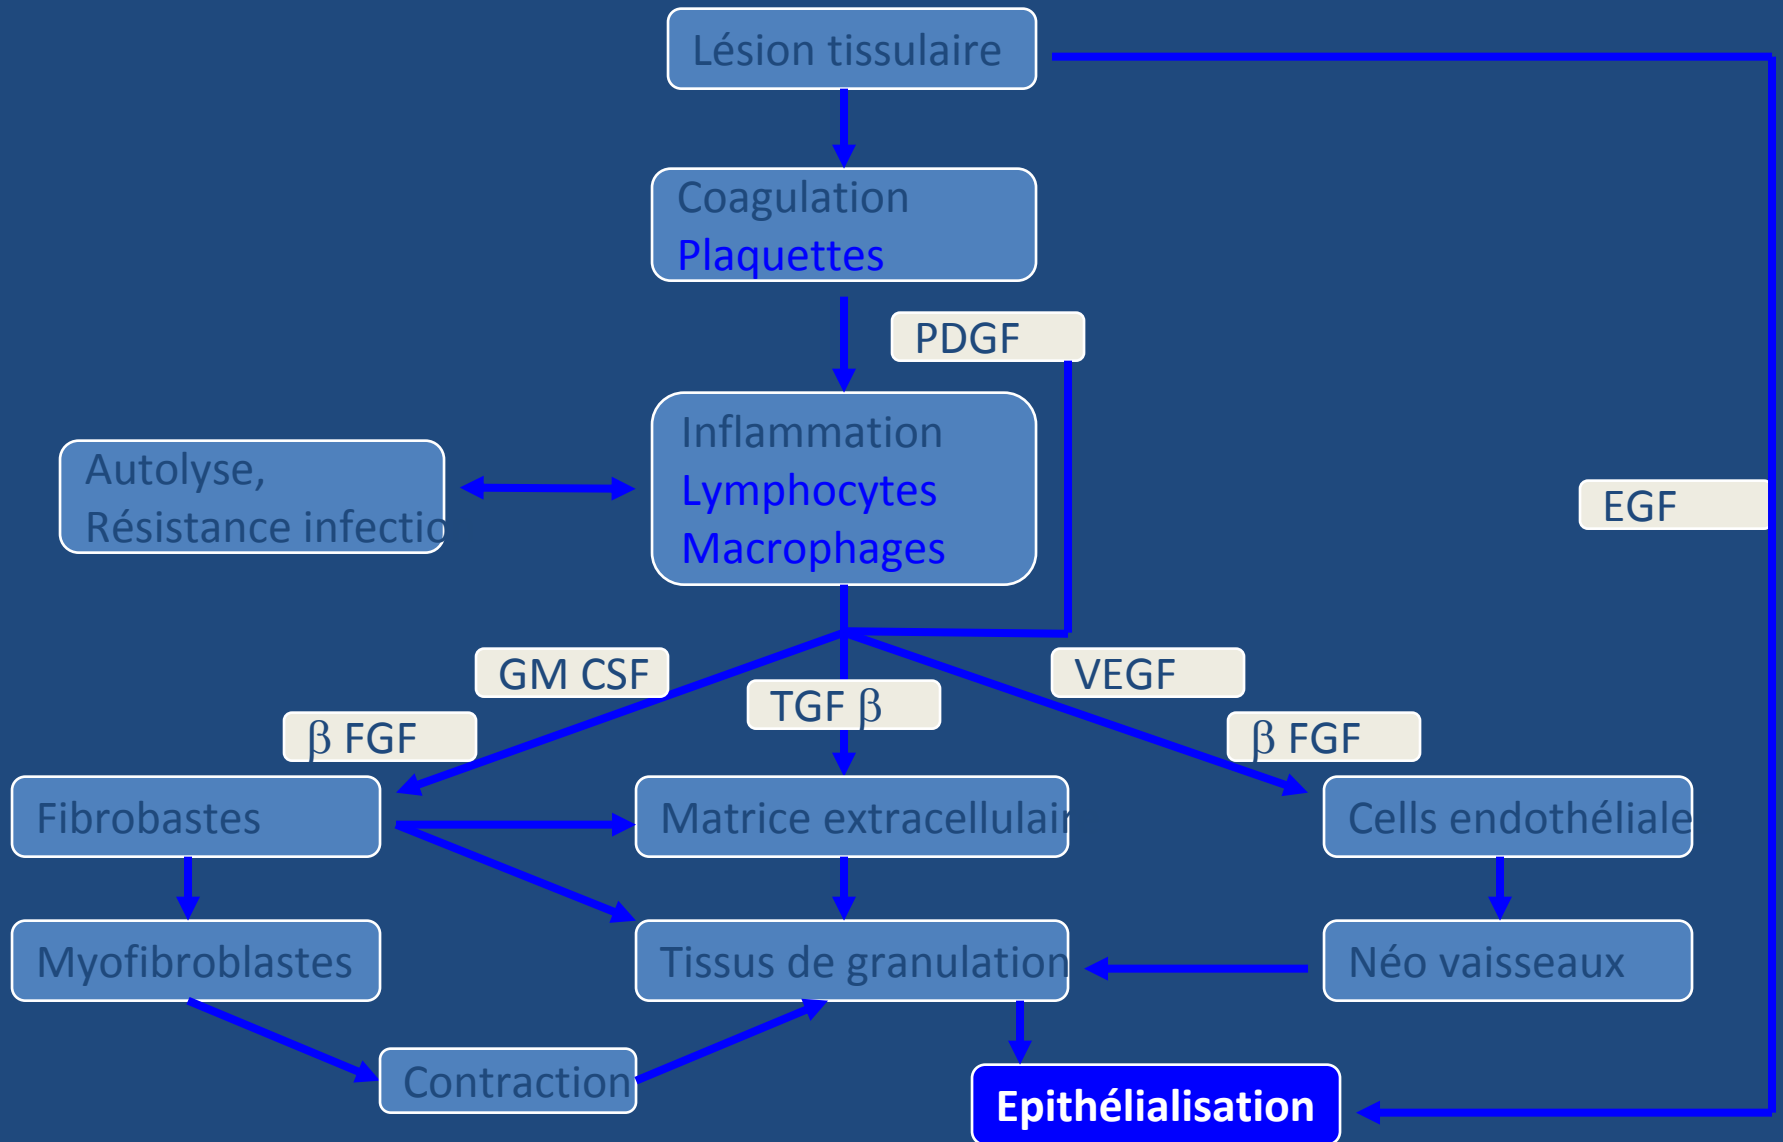 Lésion tissulaire
Coagulation
Plaquettes
PDGF
Inflammation
Lymphocytes
Macrophages
Autolyse,
Résistance infectio
EGF
GM CSF
VEGF
TGF β
β FGF
β FGF
Fibrobastes
Matrice extracellulair
Cells endothéliale
Myofibroblastes
Tissus de granulation
Néo vaisseaux
Contraction
Epithélialisation